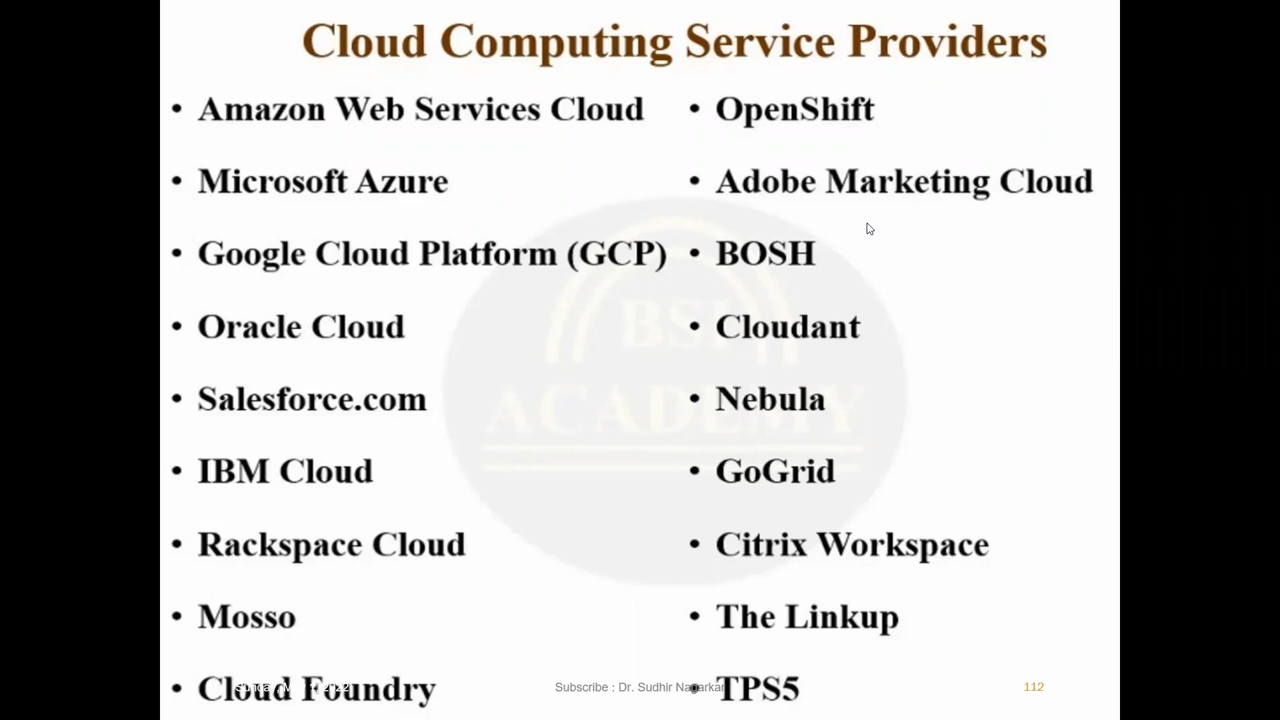 Cloud Computing Service Providers
• Amazon Web Services Cloud
• Microsoft Azure
• Google Cloud Platform (GCP)
• Oracle Cloud
• Salesforce.com
• IBM Cloud
• Rackspace Cloud
• Mosso
• Cloud Foundry
• OpenShift
• Adobe Marketing Cloud
• BOSH
• Cloudant
• Nebula
• GoGrid
• Citrix Workspace
• The Linkup
• TPS5
ACADEMY
Subscribe : Dr. Sudhir Nagarkar
112